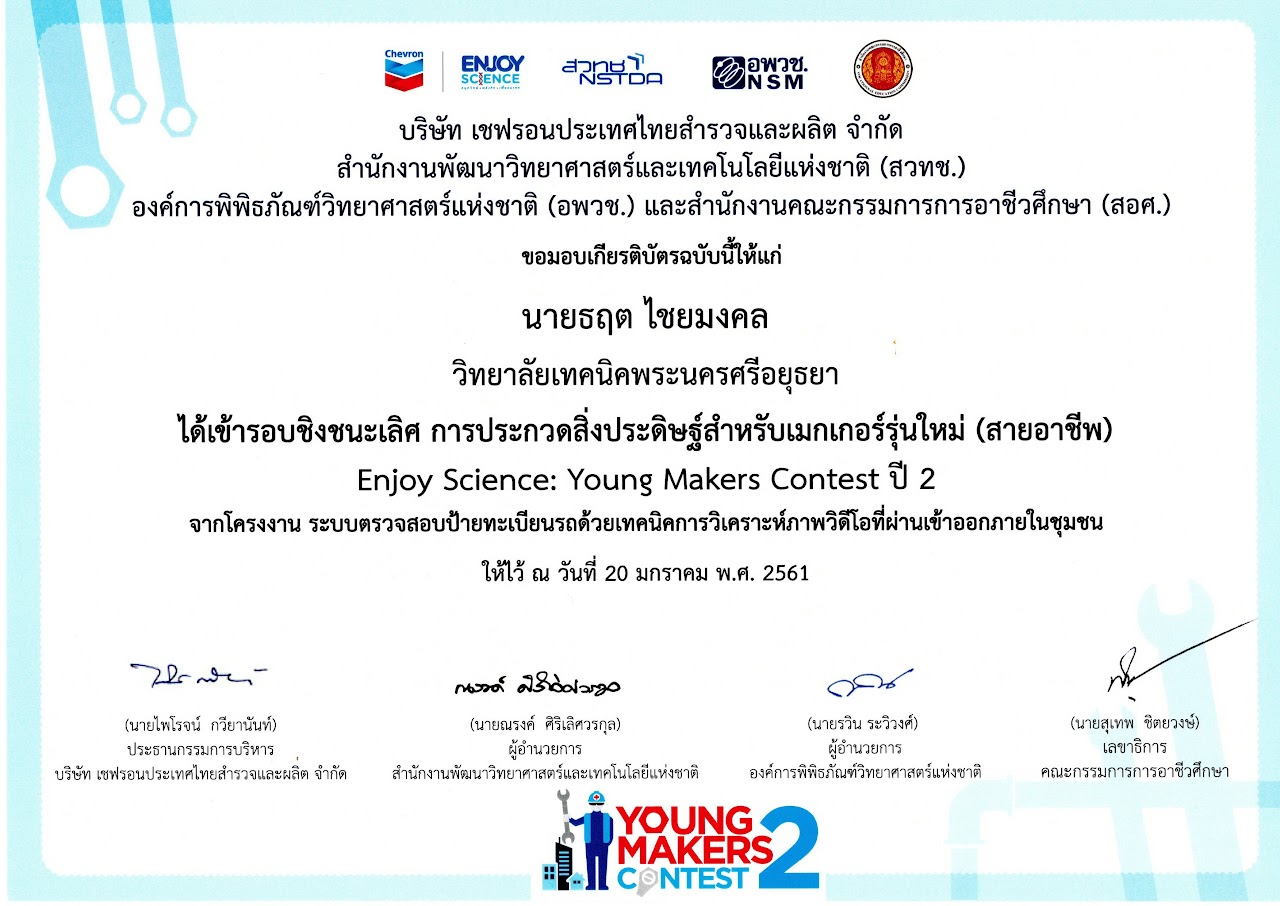 Chevron
ENJOY SCIENCE
สวทช NSTDA
อพวช. NSM
บริษัท เชฟรอนประเทศไทยสำรวจและผลิต จำกัด
สำนักงานพัฒนาวิทยาศาสตร์และเทคโนโลยีแห่งชาติ (สวทช.)
องค์การพิพิธภัณฑ์วิทยาศาสตร์แห่งชาติ (อพวช.) และสำนักงานคณะกรรมการการอาชีวศึกษา (สอศ.)
ขอมอบเกียรติบัตรฉบับนี้ให้แก่
นายธฤต ไชยมงคล
วิทยาลัยเทคนิคพระนครศรีอยุธยา
ได้เข้ารอบชิงชนะเลิศ การประกวดสิ่งประดิษฐ์สำหรับเมกเกอร์รุ่นใหม่ (สายอาชีพ)
Enjoy Science: Young Makers Contest ปี 2
จากโครงงาน ระบบตรวจสอบป้ายทะเบียนรถด้วยเทคนิคการวิเคราะห์ภาพวิดีโอที่ผ่านเข้าออกภายในชุมชน
ให้ไว้ ณ วันที่ 20 มกราคม พ.ศ. 2561
(นายไพโรจน์ กวียานันท์)
ประธานกรรมการบริหาร
บริษัท เชฟรอนประเทศไทยสำรวจและผลิต จำกัด
(นายณรงค์ ศิริเลิศวรกุล)
ผู้อำนวยการ
สำนักงานพัฒนาวิทยาศาสตร์และเทคโนโลยีแห่งชาติ
(นายรวิน ระวิวงศ์)
ผู้อำนวยการ
องค์การพิพิธภัณฑ์วิทยาศาสตร์แห่งชาติ
(นายสุเทพ ชิตยวงษ์)
เลขาธิการ
คณะกรรมการการอาชีวศึกษา
YOUNG
MAKERS 2
CONTEST